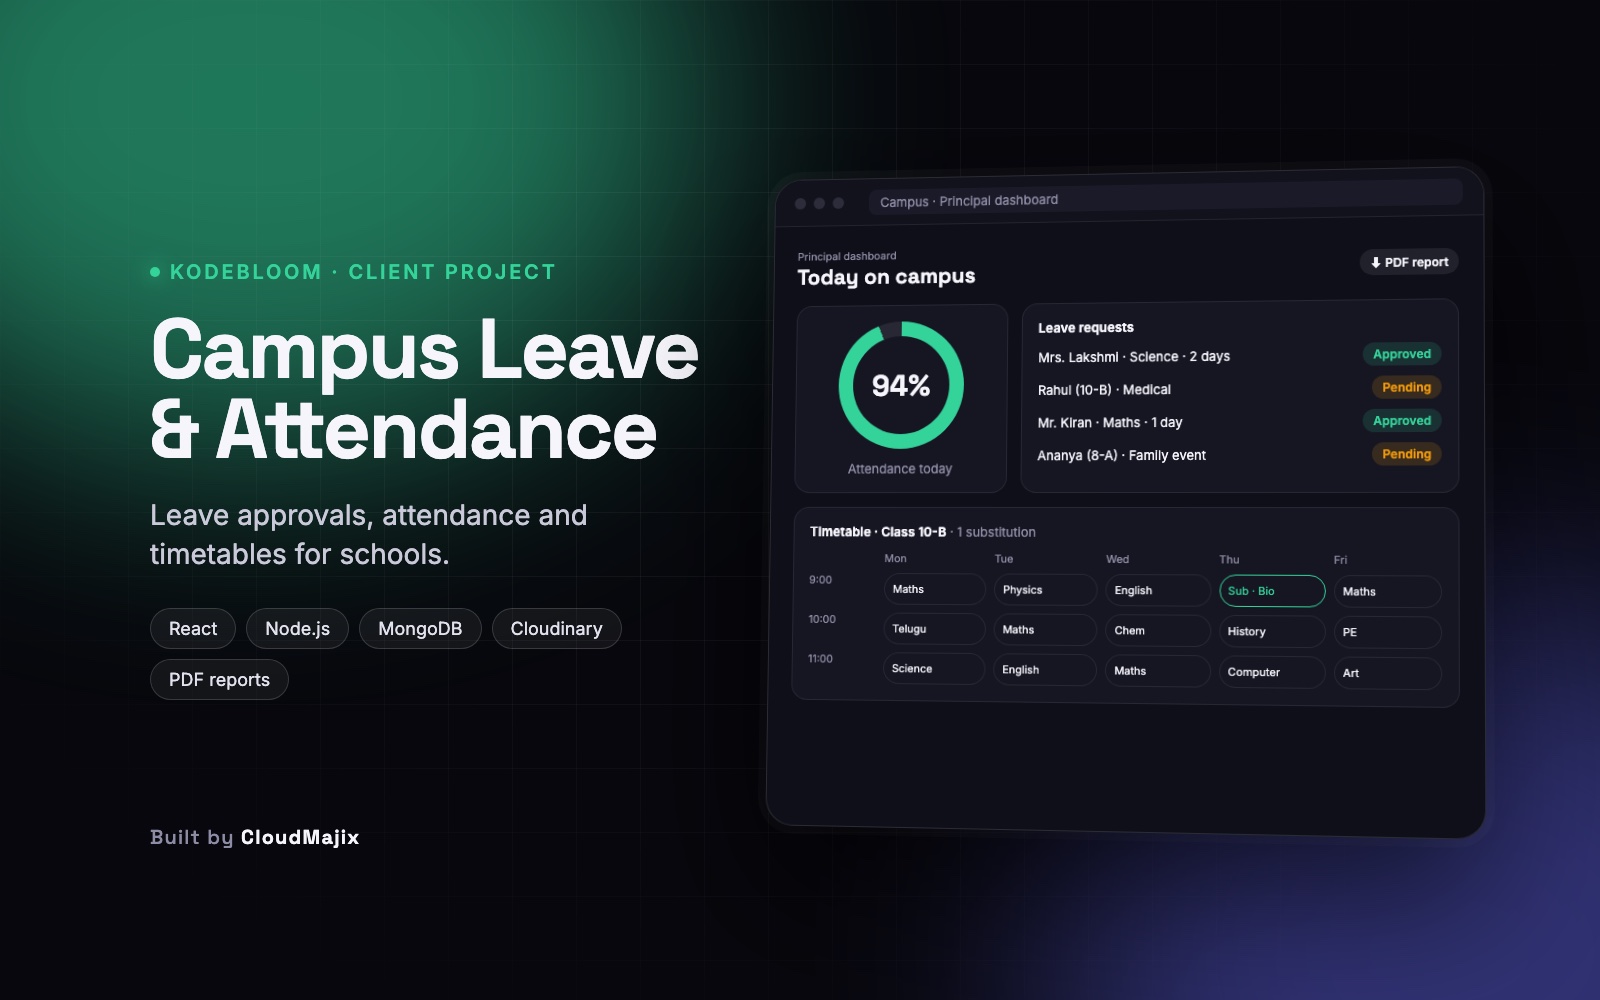 KODEBLOOM · CLIENT PROJECT
Campus Leave
& Attendance
Leave approvals, attendance and
timetables for schools.
React Node.js MongoDB Cloudinary
PDF reports
Built by CloudMajix
Campus · Principal dashboard
Principal dashboard
Today on campus
PDF report
94%
Attendance today
Leave requests
Mrs. Lakshmi · Science · 2 days Approved
Rahul (10-B) · Medical Pending
Mr. Kiran · Maths · 1 day Approved
Ananya (8-A) · Family event Pending
Timetable · Class 10-B · 1 substitution
Mon Tue Wed Thu Fri
9:00 Maths Physics English Sub · Bio Maths
10:00 Telugu Maths Chem History PE
11:00 Science English Maths Computer Art